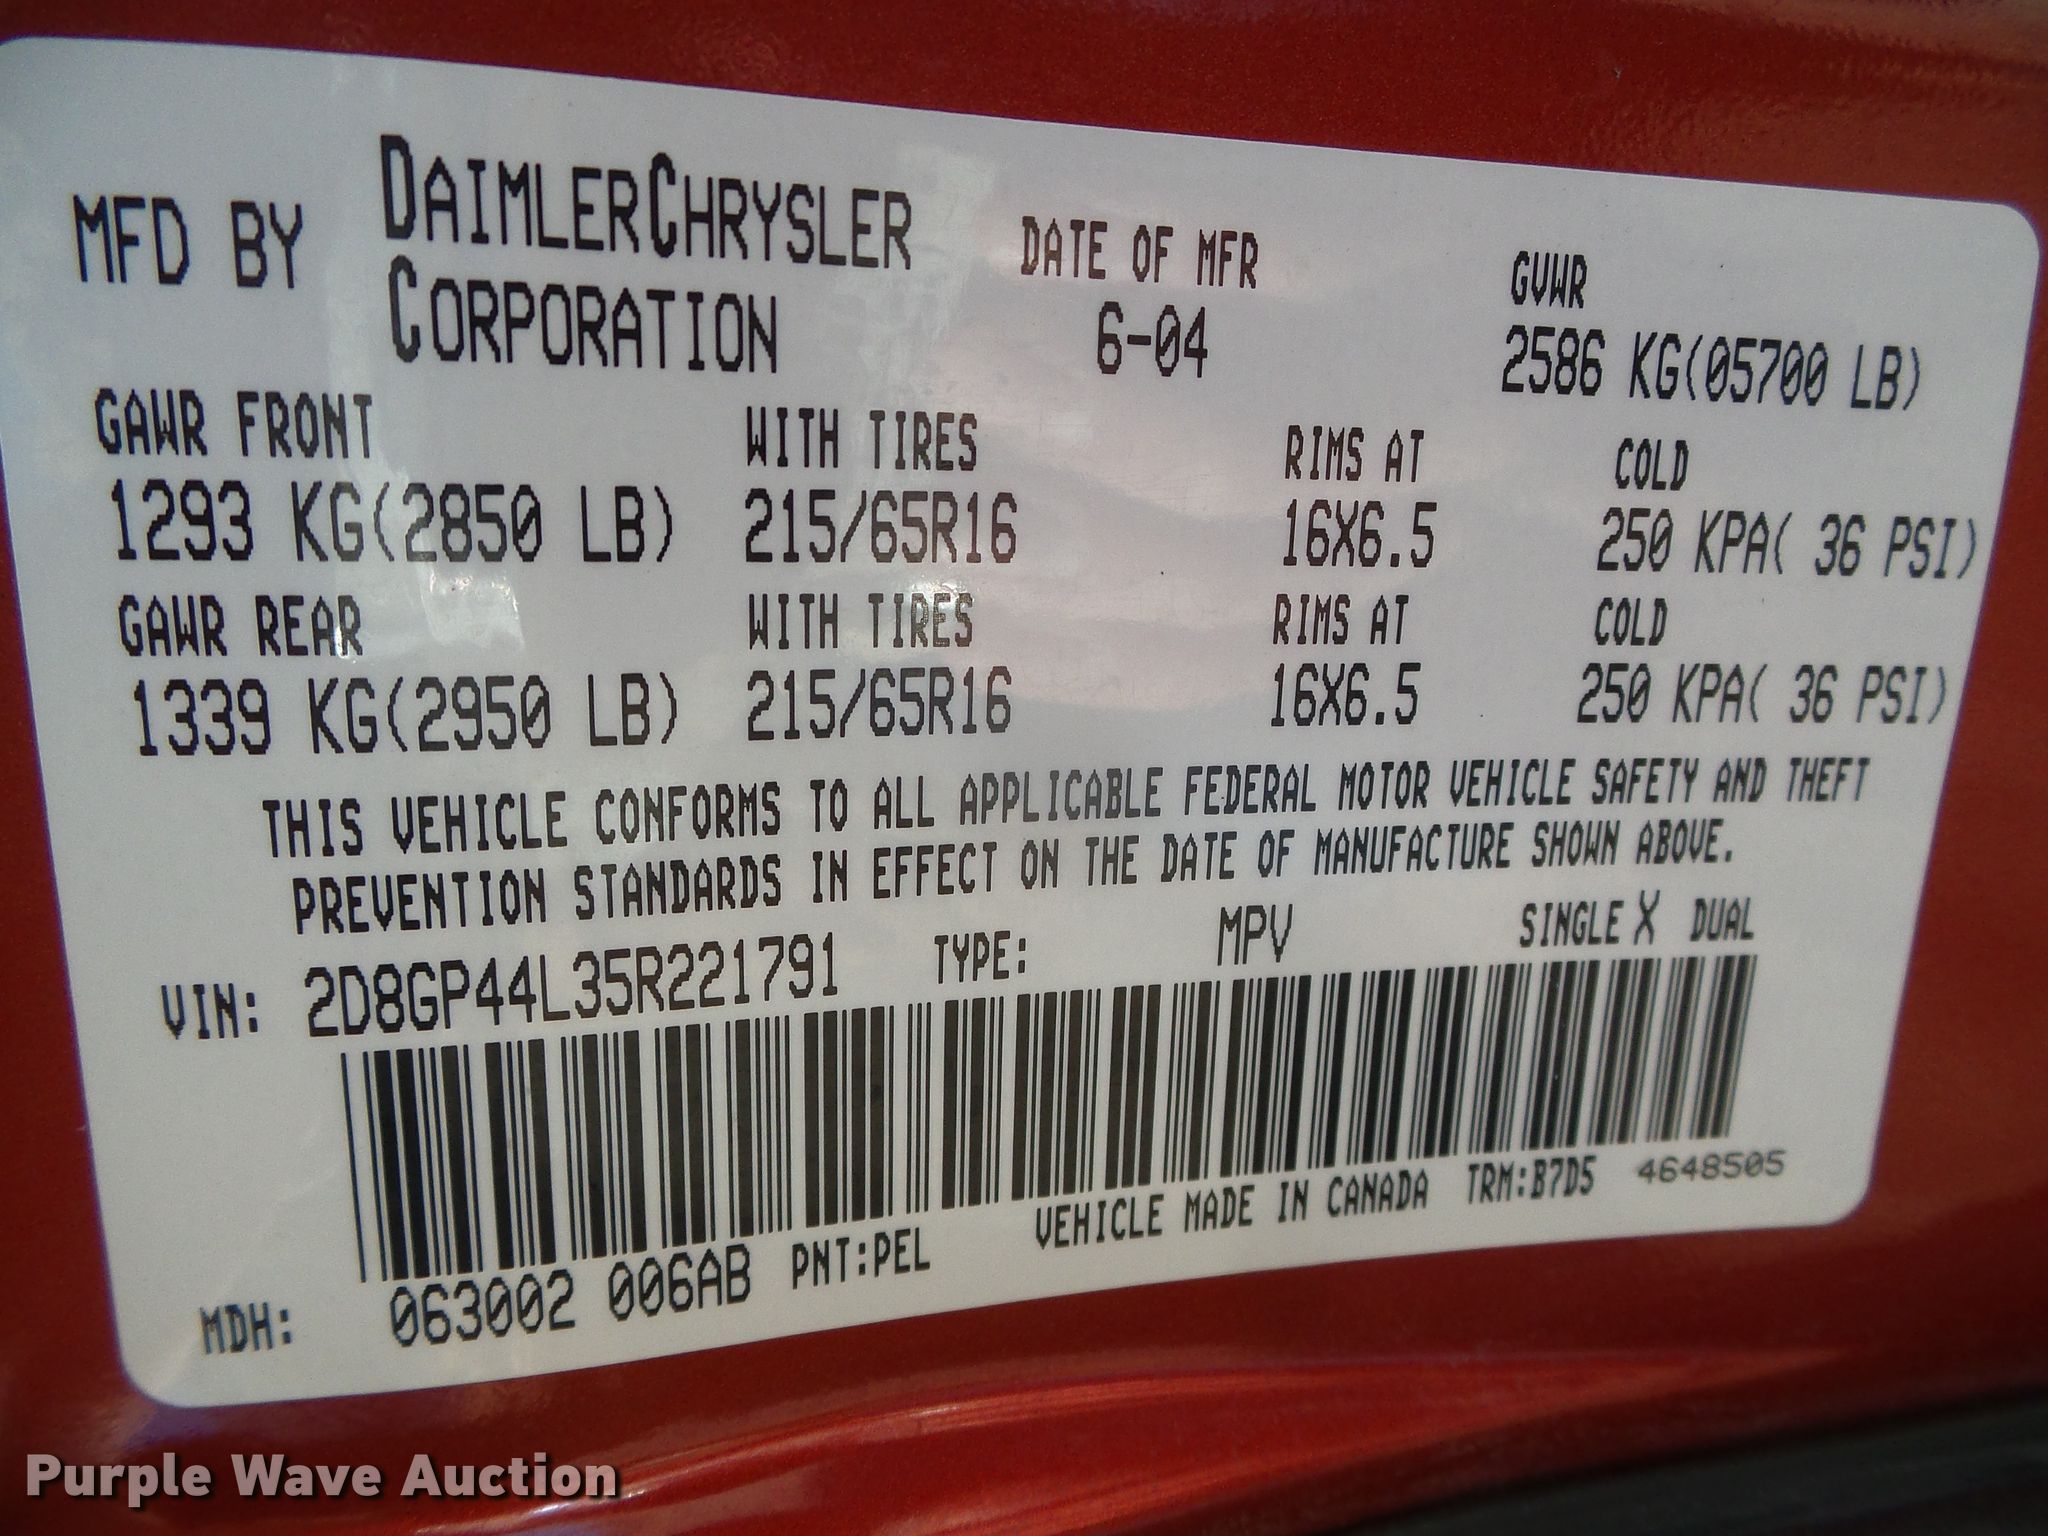 MFD BY DAIMLERCHRYSLER CORPORATION DATE OF MFR 6-04 GVWR 2586 KG(05700 LB)
GAWR FRONT WITH TIRES RIMS AT COLD
1293 KG(2850 LB) 215/65R16 16X6.5 250 KPA( 36 PSI)
GAWR REAR WITH TIRES RIMS AT COLD
1339 KG(2950 LB) 215/65R16 16X6.5 250 KPA( 36 PSI)
THIS VEHICLE CONFORMS TO ALL APPLICABLE FEDERAL MOTOR VEHICLE SAFETY AND THEFT
PREVENTION STANDARDS IN EFFECT ON THE DATE OF MANUFACTURE SHOWN ABOVE.
VIN: 2D8GP44L35R221791 TYPE: MPV SINGLE X DUAL
MDH: 063002 006AB PNT:PEL VEHICLE MADE IN CANADA TRM:B7D5 4648505
Purple Wave Auction